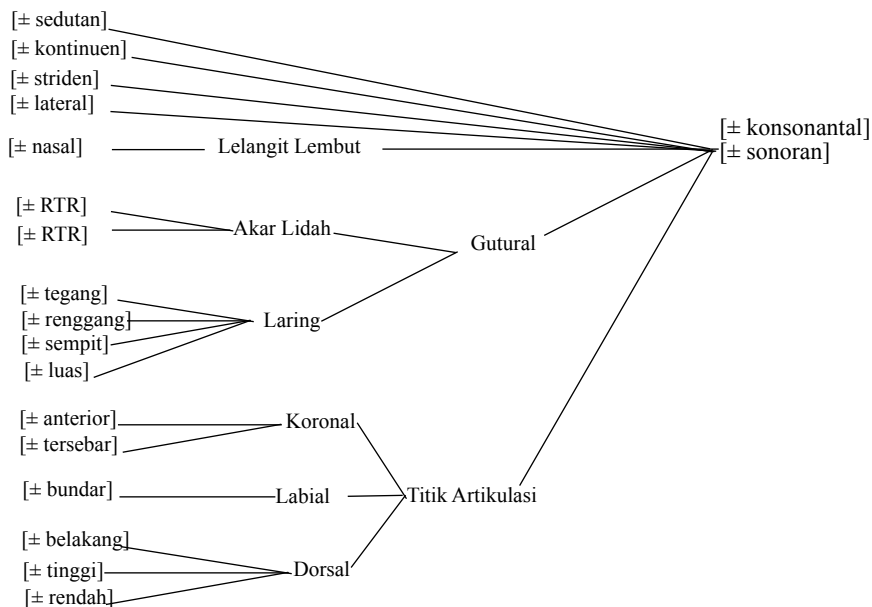 [± sedutan]
[± kontinuen]
[± striden]
[± lateral]
[± konsonantal]
[± sonoran]
[± nasal]
Lelangit Lembut
[± RTR]
[± RTR]
Akar Lidah
Gutural
[± tegang]
[± renggang]
[± sempit]
[± luas]
Laring
[± anterior]
[± tersebar]
Koronal
[± bundar]
Labial
Titik Artikulasi
[± belakang]
[± tinggi]
[± rendah]
Dorsal